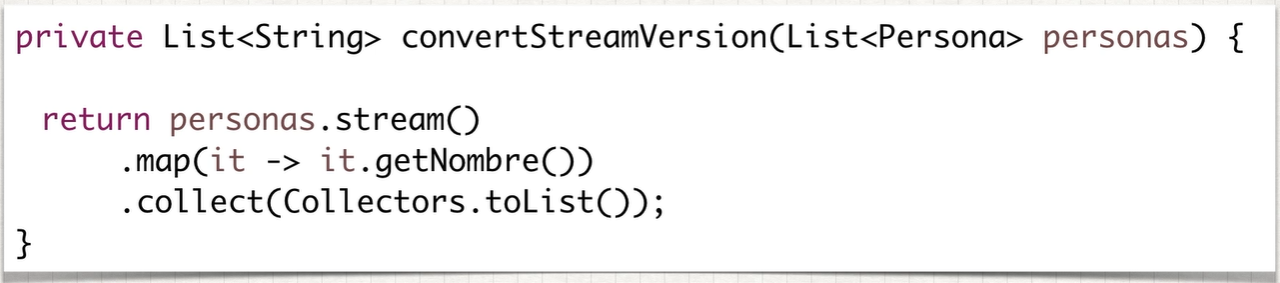 private List<String> convertStreamVersion(List<Persona> personas) {
return personas.stream()
.map(it -> it.getNombre())
.collect(Collectors.toList());
}